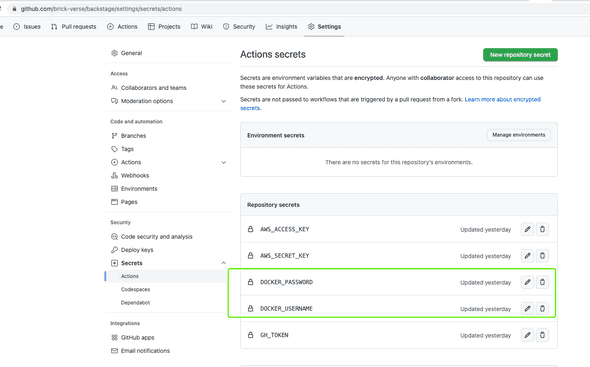 github.com/brick-verse/backstage/settings/secrets/actions
Issues Pull requests Actions Projects Wiki Security Insights Settings
General
Access
Collaborators and teams
Moderation options
Code and automation
Branches
Tags
Actions
Webhooks
Environments
Pages
Security
Code security and analysis
Deploy keys
Secrets
Actions
Codespaces
Dependabot
Integrations
GitHub apps
Email notifications
Actions secrets
New repository secret
Secrets are environment variables that are encrypted. Anyone with collaborator access to this repository can use
these secrets for Actions.
Secrets are not passed to workflows that are triggered by a pull request from a fork. Learn more about encrypted
secrets.
Environment secrets
Manage environments
There are no secrets for this repository's environments.
Repository secrets
AWS_ACCESS_KEY Updated yesterday
AWS_SECRET_KEY Updated yesterday
DOCKER_PASSWORD Updated yesterday
DOCKER_USERNAME Updated yesterday
GH_TOKEN Updated yesterday